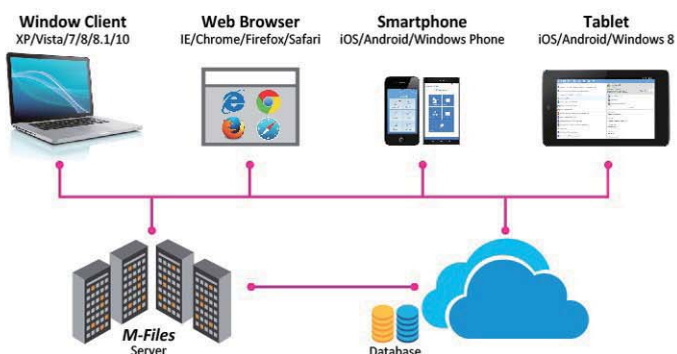 Window Client
XP/Vista/7/8/8.1/10
Web Browser
IE/Chrome/Firefox/Safari
Smartphone
iOS/Android/Windows Phone
Tablet
iOS/Android/Windows 8
M-Files
Server
Database